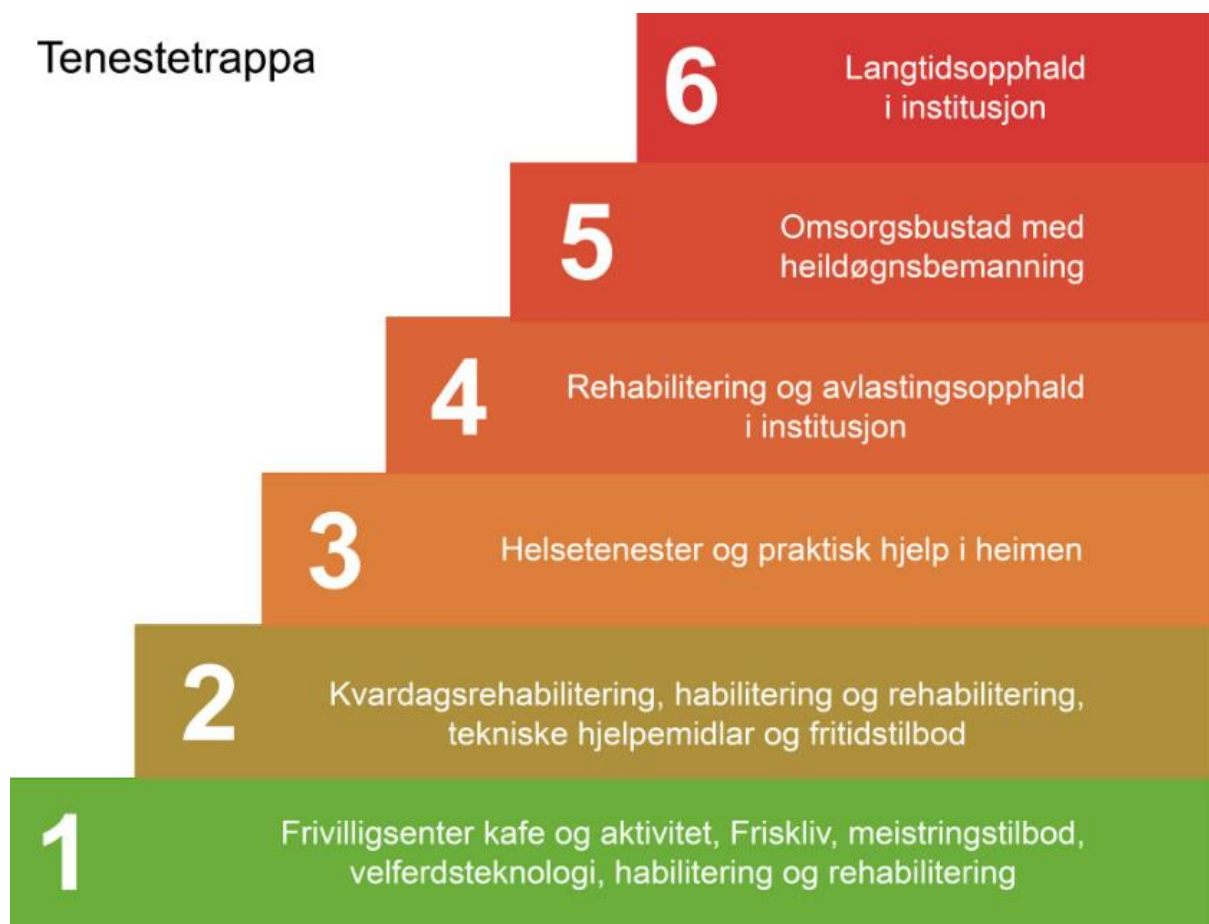 Tenestetrappa
6
Langtidsopphald
i institusjon
5
Omsorgsbustad med
heildøgnsbemanning
4
Rehabilitering og avlastingsopphald
i institusjon
3
Helsetenester og praktisk hjelp i heimen
2
Kvardagsrehabilitering, habilitering og rehabilitering,
tekniske hjelpemidlar og fritidstilbod
1
Frivilligsenter kafe og aktivitet, Friskliv, meistringstilbod,
velferdsteknologi, habilitering og rehabilitering